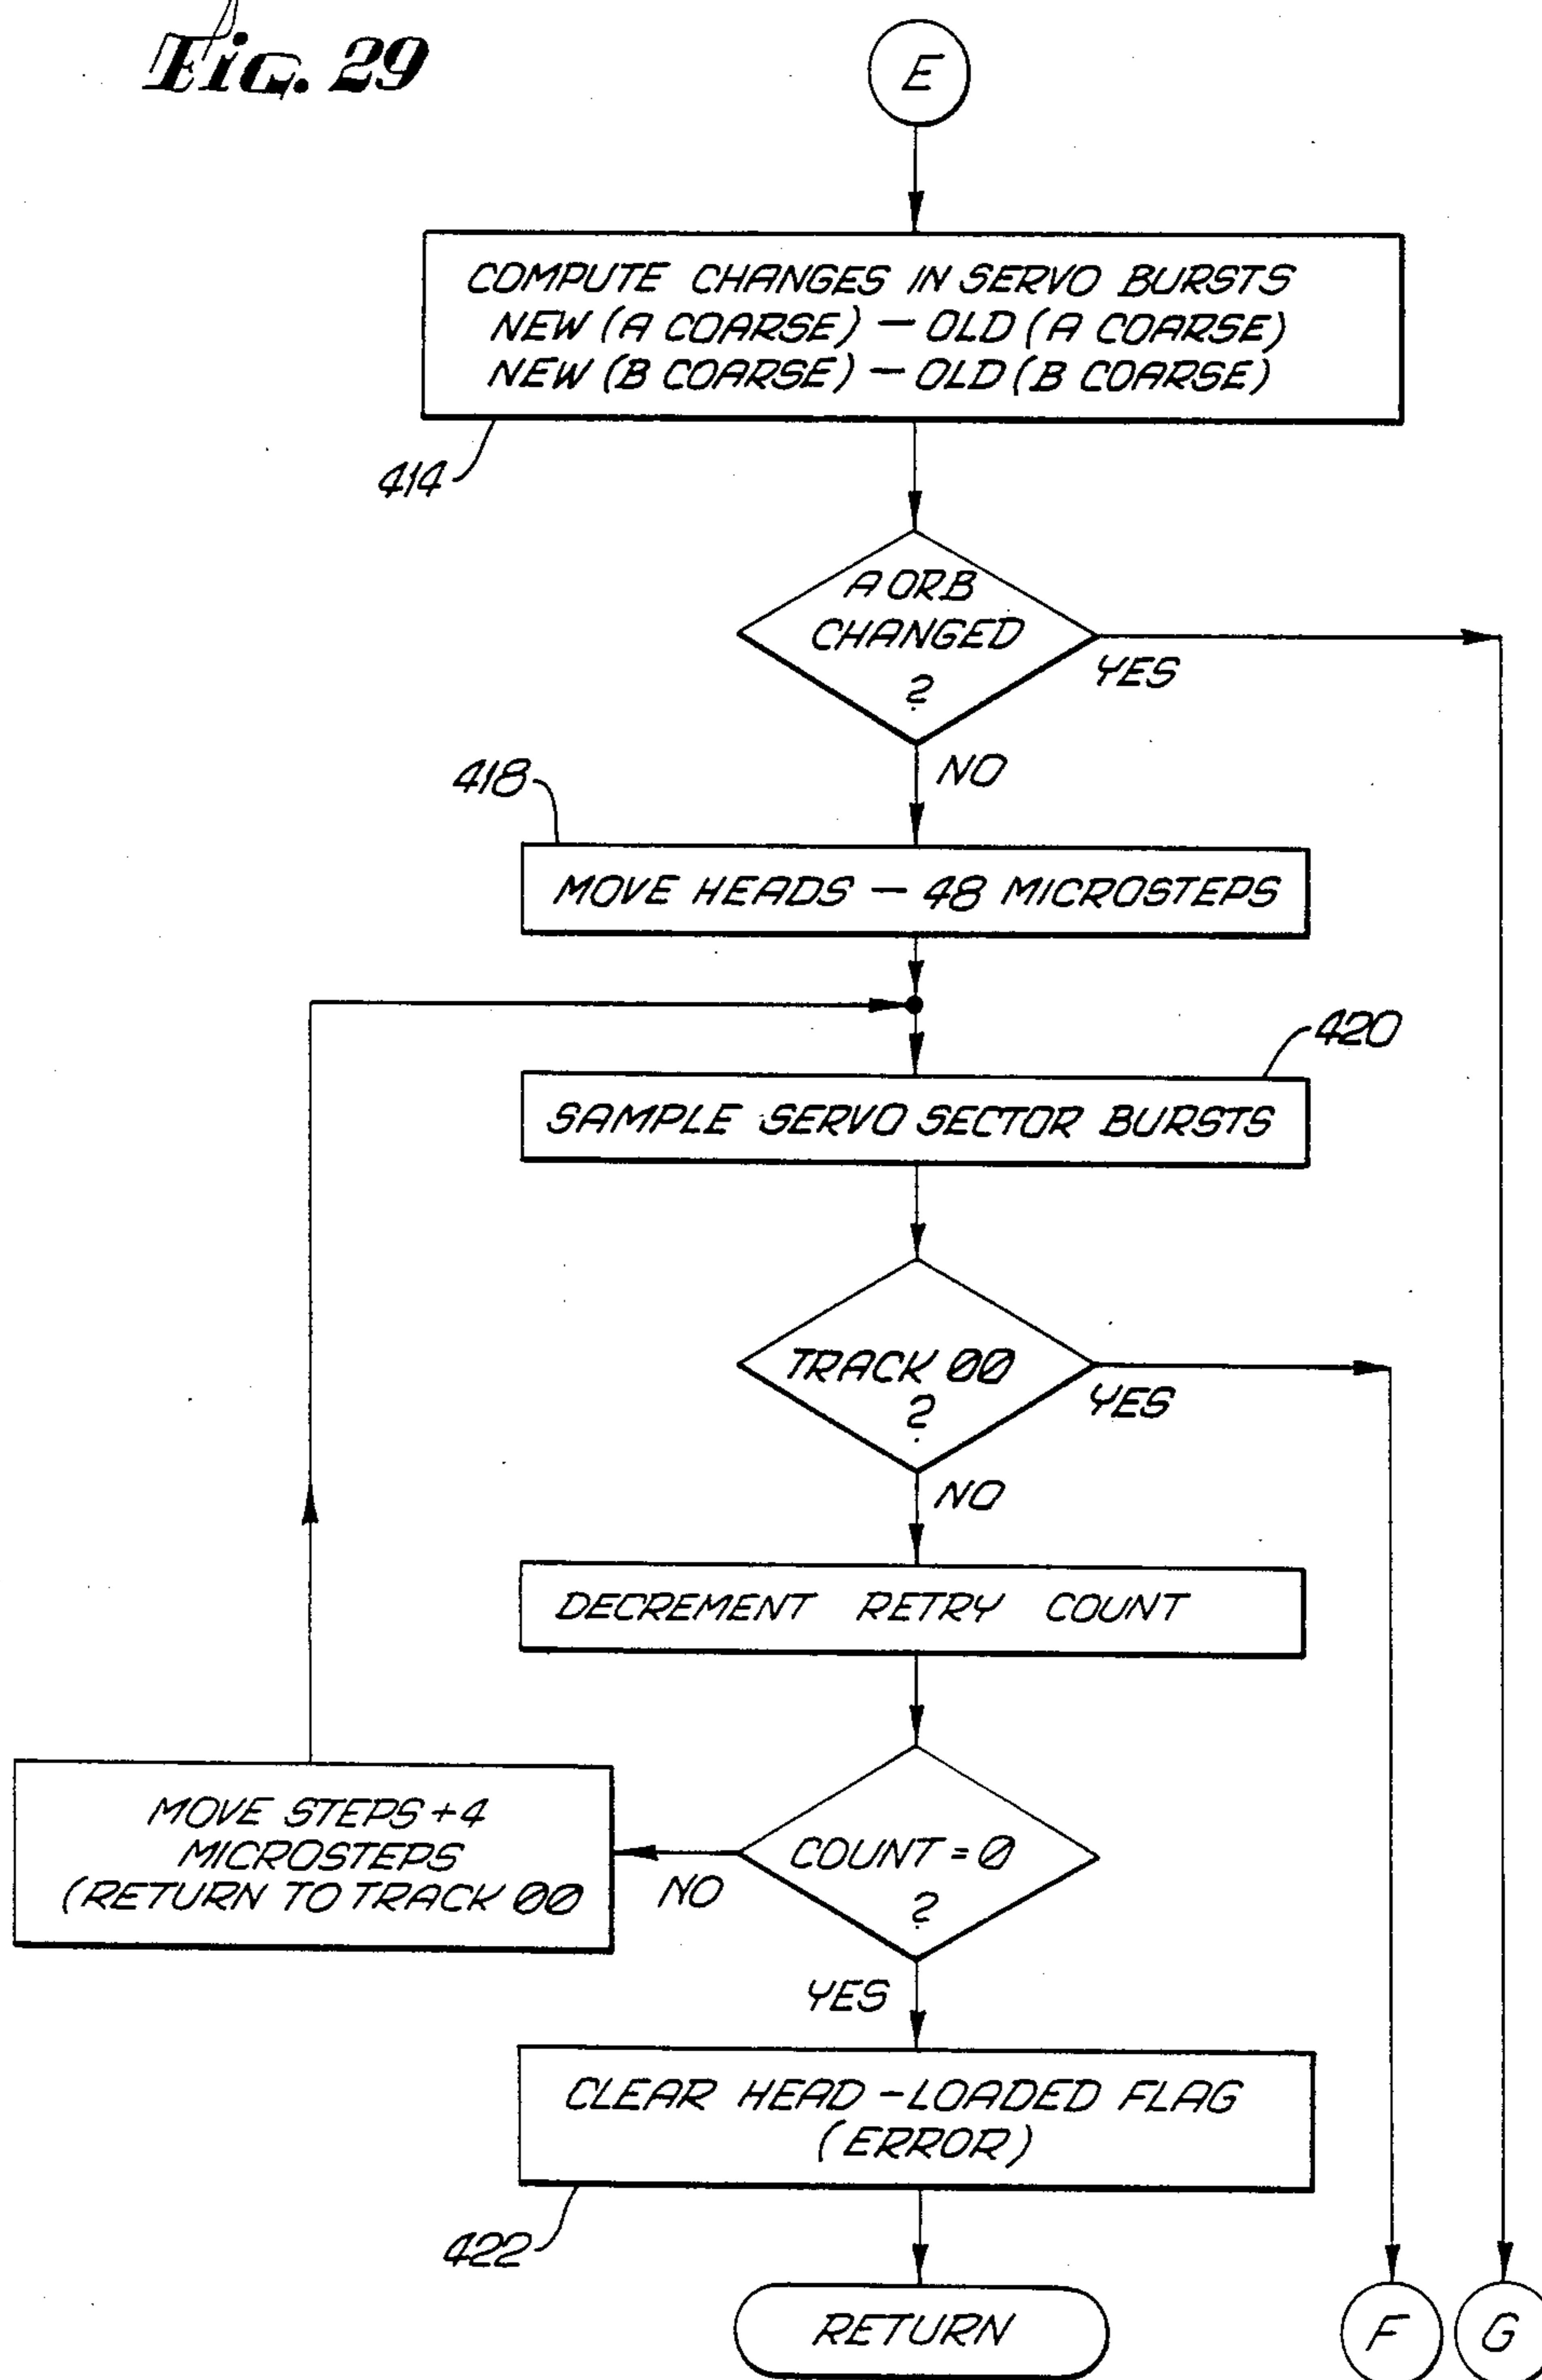 Fig. 29
E
COMPUTE CHANGES IN SERVO BURSTS
NEW (A COARSE) — OLD (A COARSE)
NEW (B COARSE) — OLD (B COARSE)
414
A OR B
CHANGED
?
YES
NO
418
MOVE HEADS — 48 MICROSTEPS
420
SAMPLE SERVO SECTOR BURSTS
TRACK 00
?
YES
NO
DECREMENT RETRY COUNT
MOVE STEPS +4
MICROSTEPS
(RETURN TO TRACK 00
COUNT = 0
?
NO
YES
CLEAR HEAD-LOADED FLAG
(ERROR)
422
RETURN
F
G